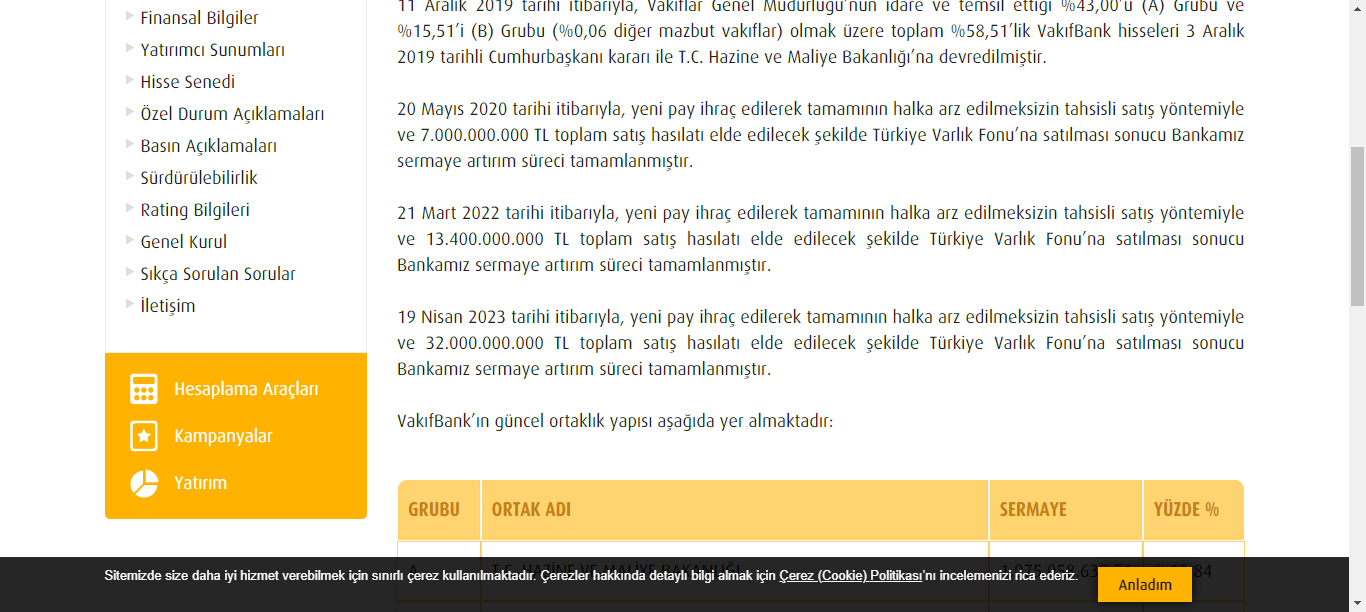 Finansal Bilgiler
Yatırımcı Sunumları
Hisse Senedi
Özel Durum Açıklamaları
Basın Açıklamaları
Sürdürülebilirlik
Rating Bilgileri
Genel Kurul
Sıkça Sorulan Sorular
İletişim
Hesaplama Araçları
Kampanyalar
Yatırım
11 Aralık 2019 tarihi itibarıyla, Vakıflar Genel Müdürlüğü’nün idare ve temsil ettiği %43,00’ü (A) Grubu ve
%15,51’i (B) Grubu (%0,06 diğer mazbut vakıflar) olmak üzere toplam %58,51’lik VakıfBank hisseleri 3 Aralık
2019 tarihli Cumhurbaşkanı kararı ile T.C. Hazine ve Maliye Bakanlığı’na devredilmiştir.
20 Mayıs 2020 tarihi itibarıyla, yeni pay ihraç edilerek tamamının halka arz edilmeksizin tahsisli satış yöntemiyle
ve 7.000.000.000 TL toplam satış hasılatı elde edilecek şekilde Türkiye Varlık Fonu’na satılması sonucu Bankamız
sermaye artırım süreci tamamlanmıştır.
21 Mart 2022 tarihi itibarıyla, yeni pay ihraç edilerek tamamının halka arz edilmeksizin tahsisli satış yöntemiyle
ve 13.400.000.000 TL toplam satış hasılatı elde edilecek şekilde Türkiye Varlık Fonu’na satılması sonucu
Bankamız sermaye artırım süreci tamamlanmıştır.
19 Nisan 2023 tarihi itibarıyla, yeni pay ihraç edilerek tamamının halka arz edilmeksizin tahsisli satış yöntemiyle
ve 32.000.000.000 TL toplam satış hasılatı elde edilecek şekilde Türkiye Varlık Fonu’na satılması sonucu
Bankamız sermaye artırım süreci tamamlanmıştır.
VakıfBank’ın güncel ortaklık yapısı aşağıda yer almaktadır:
GRUBU ORTAK ADI SERMAYE YÜZDE %
A T.C. HAZİNE VE MALİYE BAKANLIĞI
Sitemizde size daha iyi hizmet verebilmek için sınırlı çerez kullanılmaktadır. Çerezler hakkında detaylı bilgi almak için Çerez (Cookie) Politikası'nı incelemenizi rica ederiz.
Anladım